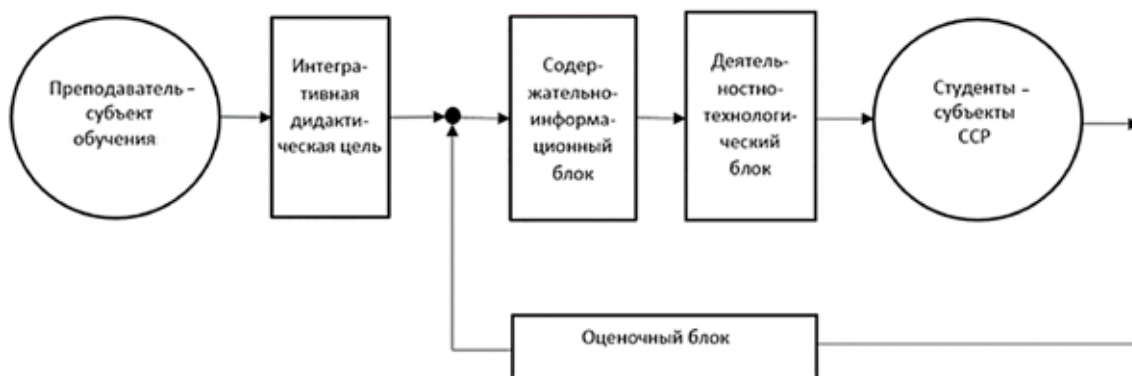 Преподаватель –
субъект
обучения
Интегра-
тивная
дидакти-
ческая цель
Содер-
жательно-
информа-
ционный
блок
Деятель-
ностно-
технологи-
ческий
блок
Студенты –
субъекты
ССР
Оценочный блок